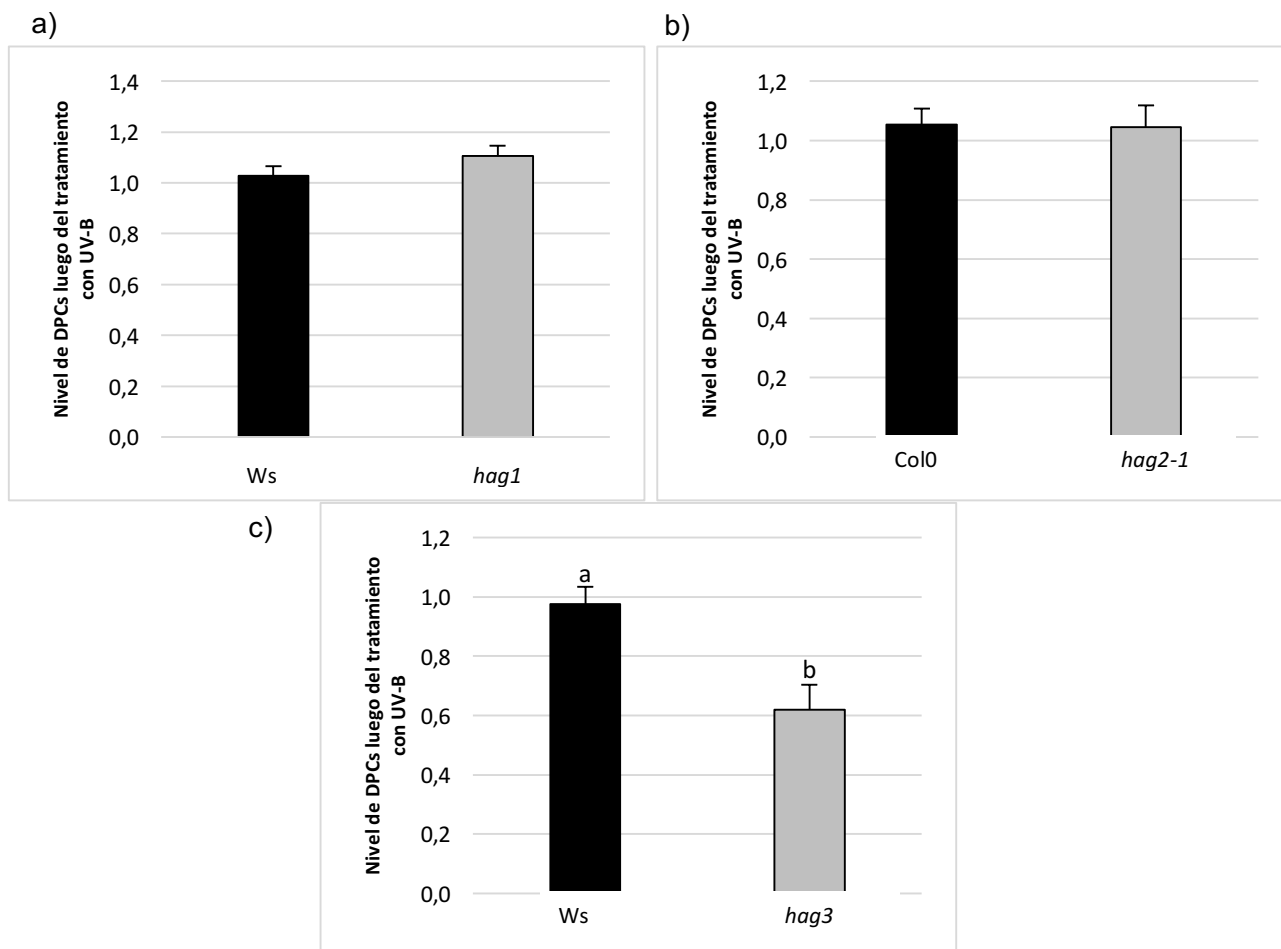 a)
Nivel de DPCs luego del tratamiento
con UV-B
1,4
1,2
1,0
0,8
0,6
0,4
0,2
0,0
Ws
hag1
b)
Nivel de DPCs luego del tratamiento
con UV-B
1,2
1,0
0,8
0,6
0,4
0,2
0,0
Col0
hag2-1
c)
Nivel de DPCs luego del tratamiento
con UV-B
1,2
1,0
0,8
0,6
0,4
0,2
0,0
a
b
Ws
hag3